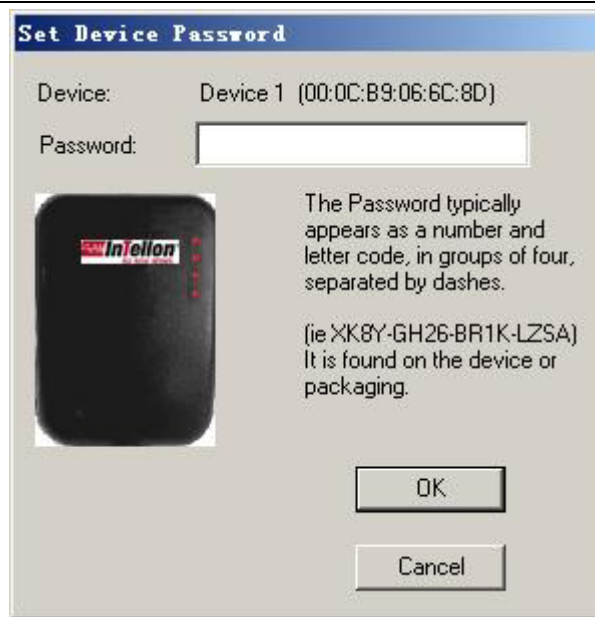 Set Device Password
Device: Device 1 (00:0C:B9:06:6C:8D)
Password:
The Password typically
appears as a number and
letter code, in groups of four,
separated by dashes.
Intellon
(ie XK8Y-GH26-BR1K-LZSA)
It is found on the device or
packaging.
OK
Cancel